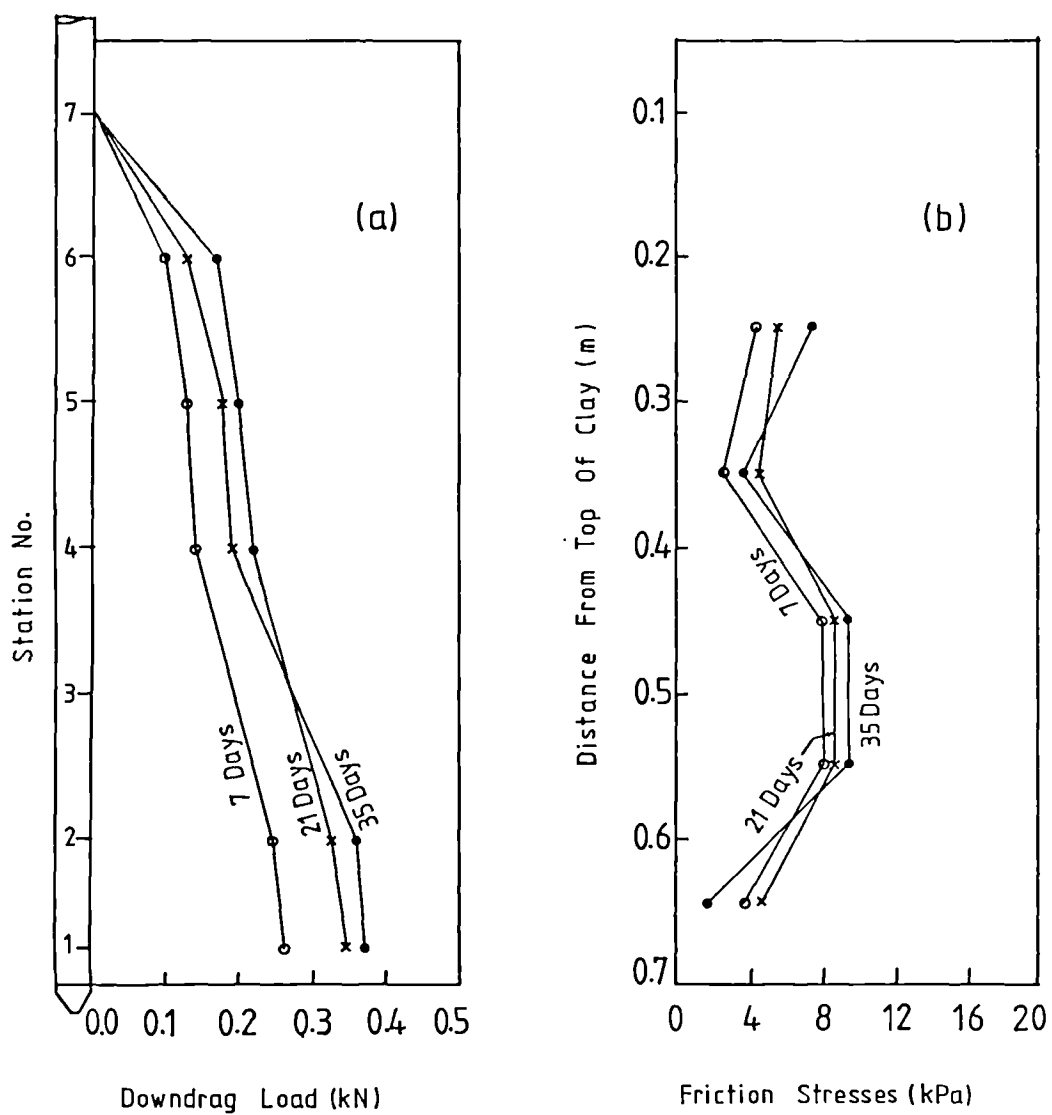 (a)
7
6
5
4
3
2
1
Station No.
7 Days
21 Days
35 Days
0.0 0.1 0.2 0.3 0.4 0.5
Downdrag Load (kN)
(b)
0.1
0.2
0.3
0.4
0.5
0.6
0.7
Distance From Top Of Clay (m)
7 Days
35 Days
21 Days
0 4 8 12 16 20
Friction Stresses (kPa)